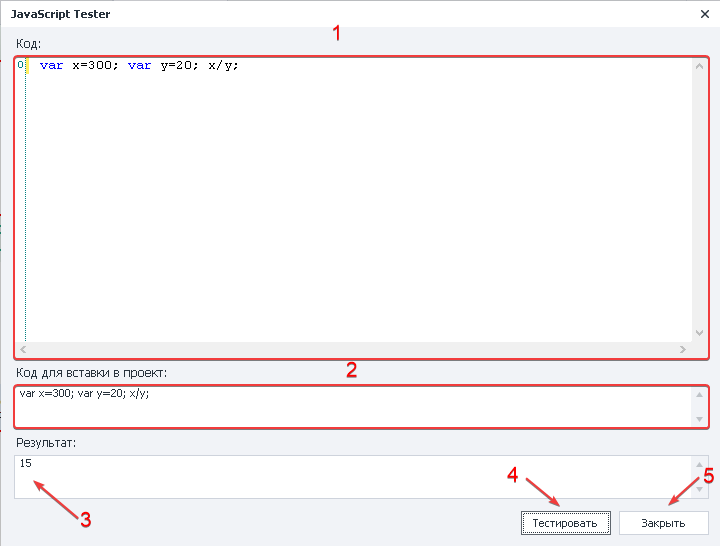 JavaScript Tester
1
Код:
0 var x=300; var y=20; x/y;
2
Код для вставки в проект:
var x=300; var y=20; x/y;
Результат:
15
3
4
5
Тестировать
Закрыть